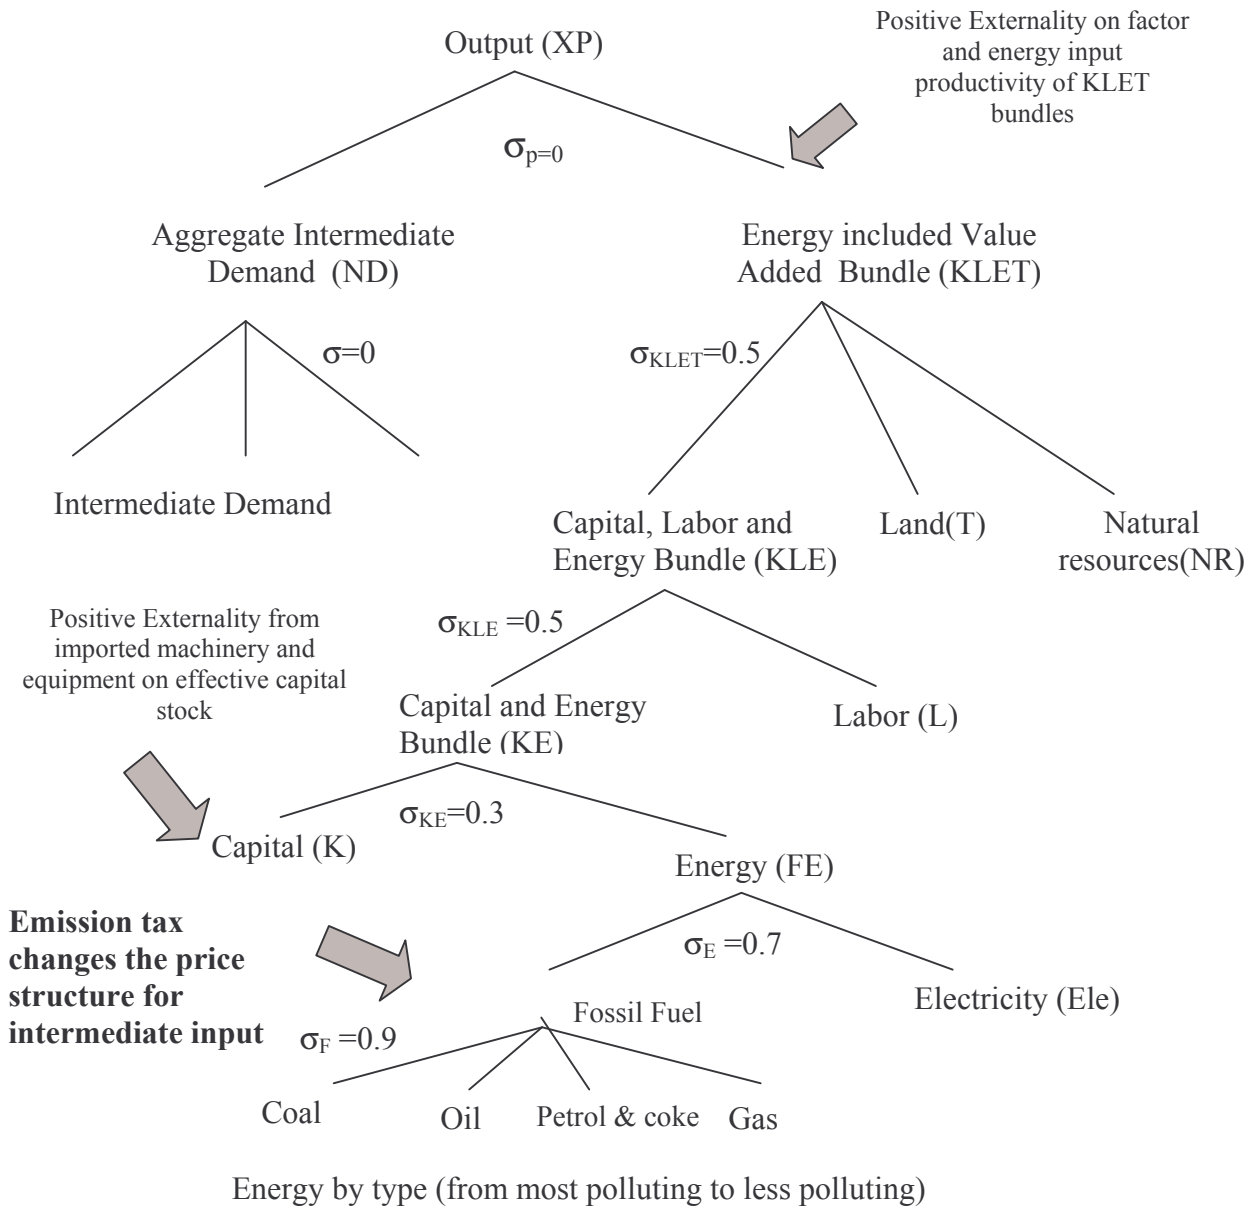 Output (XP)
Positive Externality on factor
and energy input
productivity of KLET
bundles
σp=0
Aggregate Intermediate
Demand (ND)
Energy included Value
Added Bundle (KLET)
σ=0
σKLET=0.5
Intermediate Demand
Capital, Labor and
Energy Bundle (KLE)
Land(T)
Natural
resources(NR)
Positive Externality from
imported machinery and
equipment on effective capital
stock
σKLE =0.5
Capital and Energy
Bundle (KE)
Labor (L)
σKE=0.3
Capital (K)
Energy (FE)
Emission tax
changes the price
structure for
intermediate input
σE =0.7
Electricity (Ele)
Fossil Fuel
σF =0.9
Coal
Oil
Petrol & coke
Gas
Energy by type (from most polluting to less polluting)